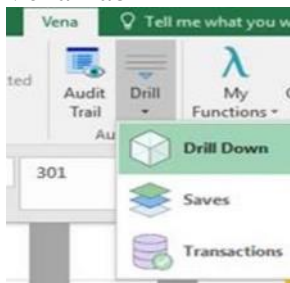 Vena Tell me what you w
ted
Audit Trail
Drill
My Functions
Au
301
Drill Down
Saves
Transactions